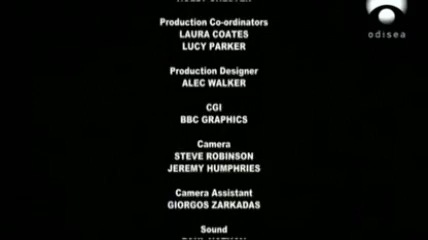 Production Co-ordinators
LAURA COATES
LUCY PARKER
Production Designer
ALEC WALKER
CGI
BBC GRAPHICS
Camera
STEVE ROBINSON
JEREMY HUMPHRIES
Camera Assistant
GIORGOS ZARKADAS
Sound
odisea